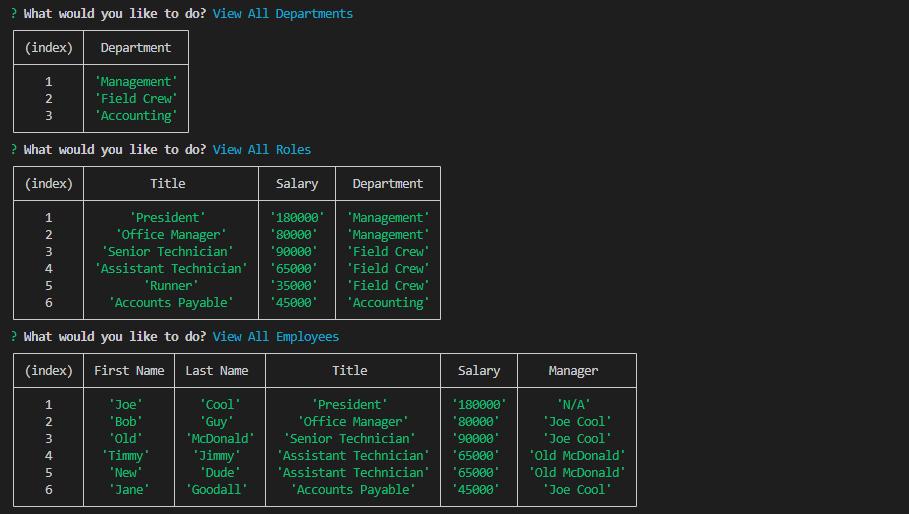 ? What would you like to do? View All Departments
(index) Department
1 'Management'
2 'Field Crew'
3 'Accounting'
? What would you like to do? View All Roles
(index) Title Salary Department
1 'President' '180000' 'Management'
2 'Office Manager' '80000' 'Management'
3 'Senior Technician' '90000' 'Field Crew'
4 'Assistant Technician' '65000' 'Field Crew'
5 'Runner' '35000' 'Field Crew'
6 'Accounts Payable' '45000' 'Accounting'
? What would you like to do? View All Employees
(index) First Name Last Name Title Salary Manager
1 'Joe' 'Cool' 'President' '180000' 'N/A'
2 'Bob' 'Guy' 'Office Manager' '80000' 'Joe Cool'
3 'Old' 'McDonald' 'Senior Technician' '90000' 'Joe Cool'
4 'Timmy' 'Jimmy' 'Assistant Technician' '65000' 'Old McDonald'
5 'New' 'Dude' 'Assistant Technician' '65000' 'Old McDonald'
6 'Jane' 'Goodall' 'Accounts Payable' '45000' 'Joe Cool'